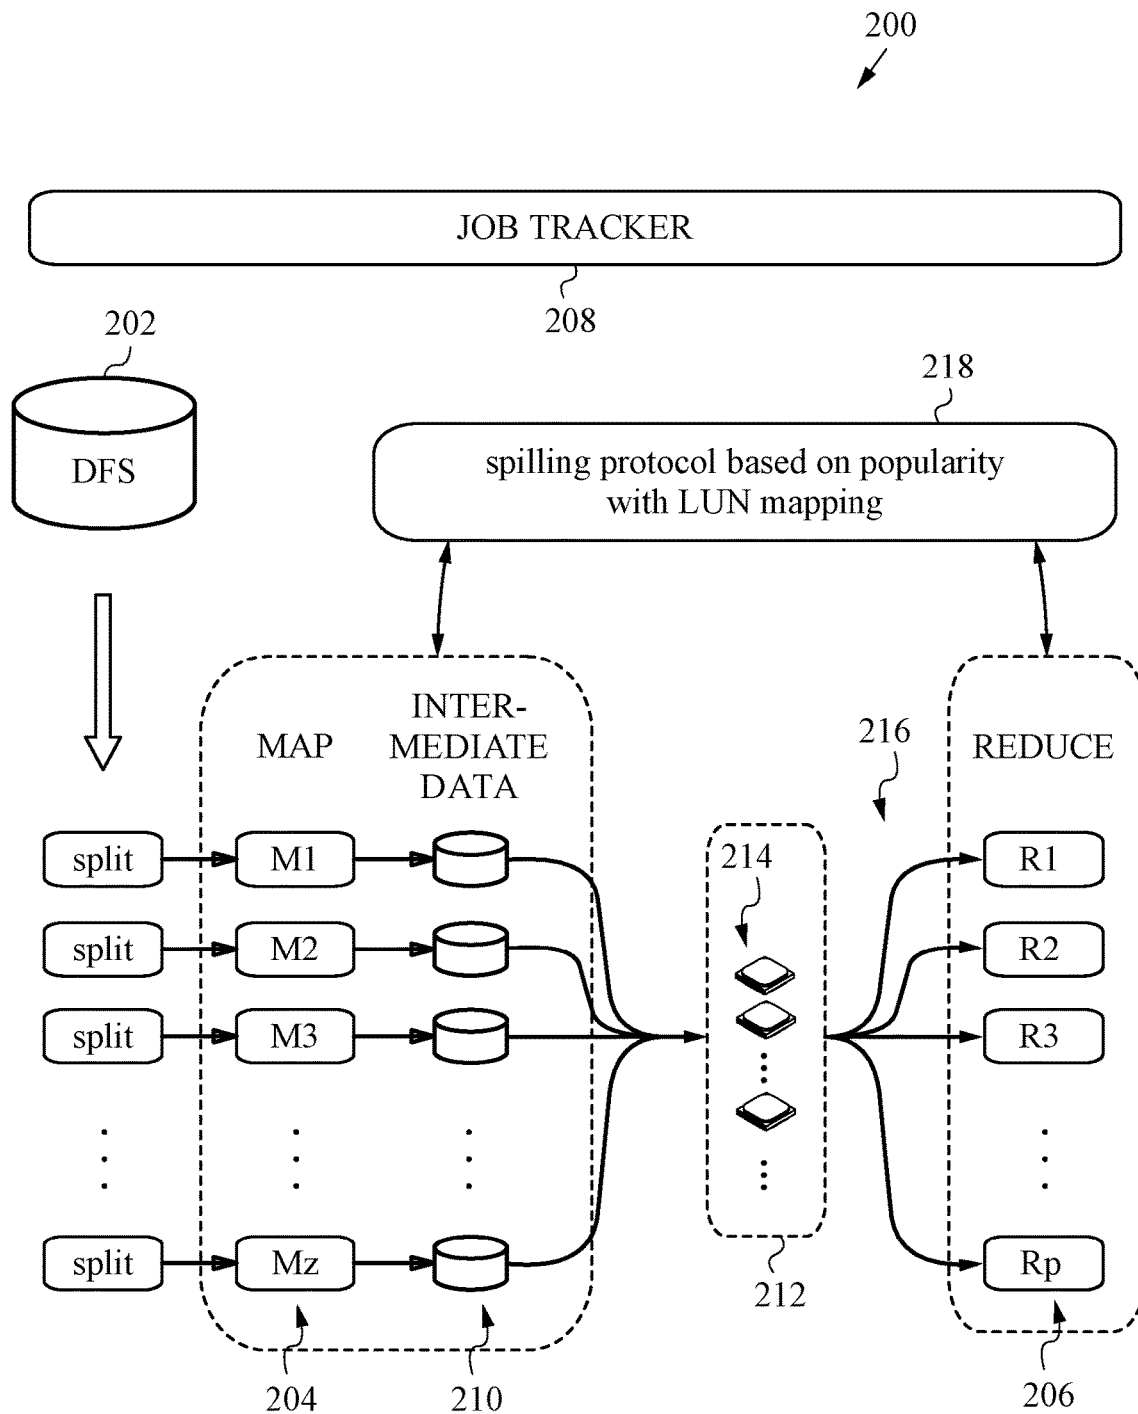 200
JOB TRACKER
208
202
DFS
218
spilling protocol based on popularity
with LUN mapping
MAP
INTER-
MEDIATE
DATA
216
REDUCE
214
split
M1
R1
split
M2
R2
split
M3
R3
split
Mz
Rp
212
204
210
206